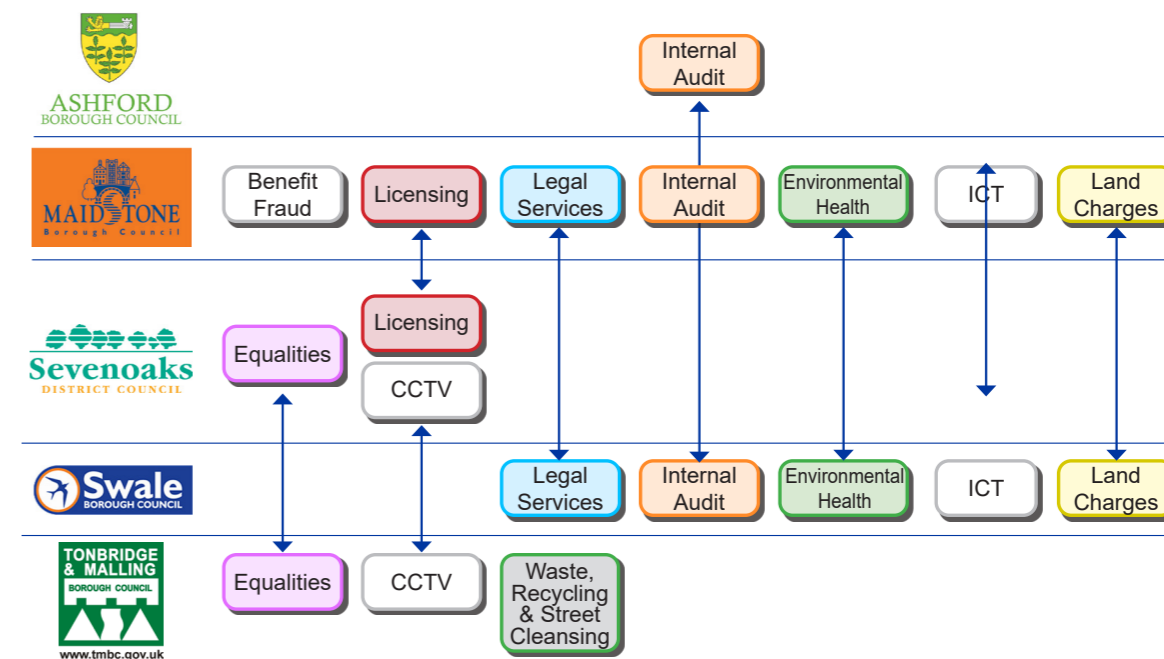 ASHFORD
BOROUGH COUNCIL
Internal
Audit
MAIDSTONE
Borough Council
Benefit
Fraud
Licensing
Legal
Services
Internal
Audit
Environmental
Health
ICT
Land
Charges
Sevenoaks
DISTRICT COUNCIL
Equalities
Licensing
CCTV
Swale
BOROUGH COUNCIL
Legal
Services
Internal
Audit
Environmental
Health
ICT
Land
Charges
TONBRIDGE
& MALLING
BOROUGH COUNCIL
www.tmbc.gov.uk
Equalities
CCTV
Waste,
Recycling
& Street
Cleansing